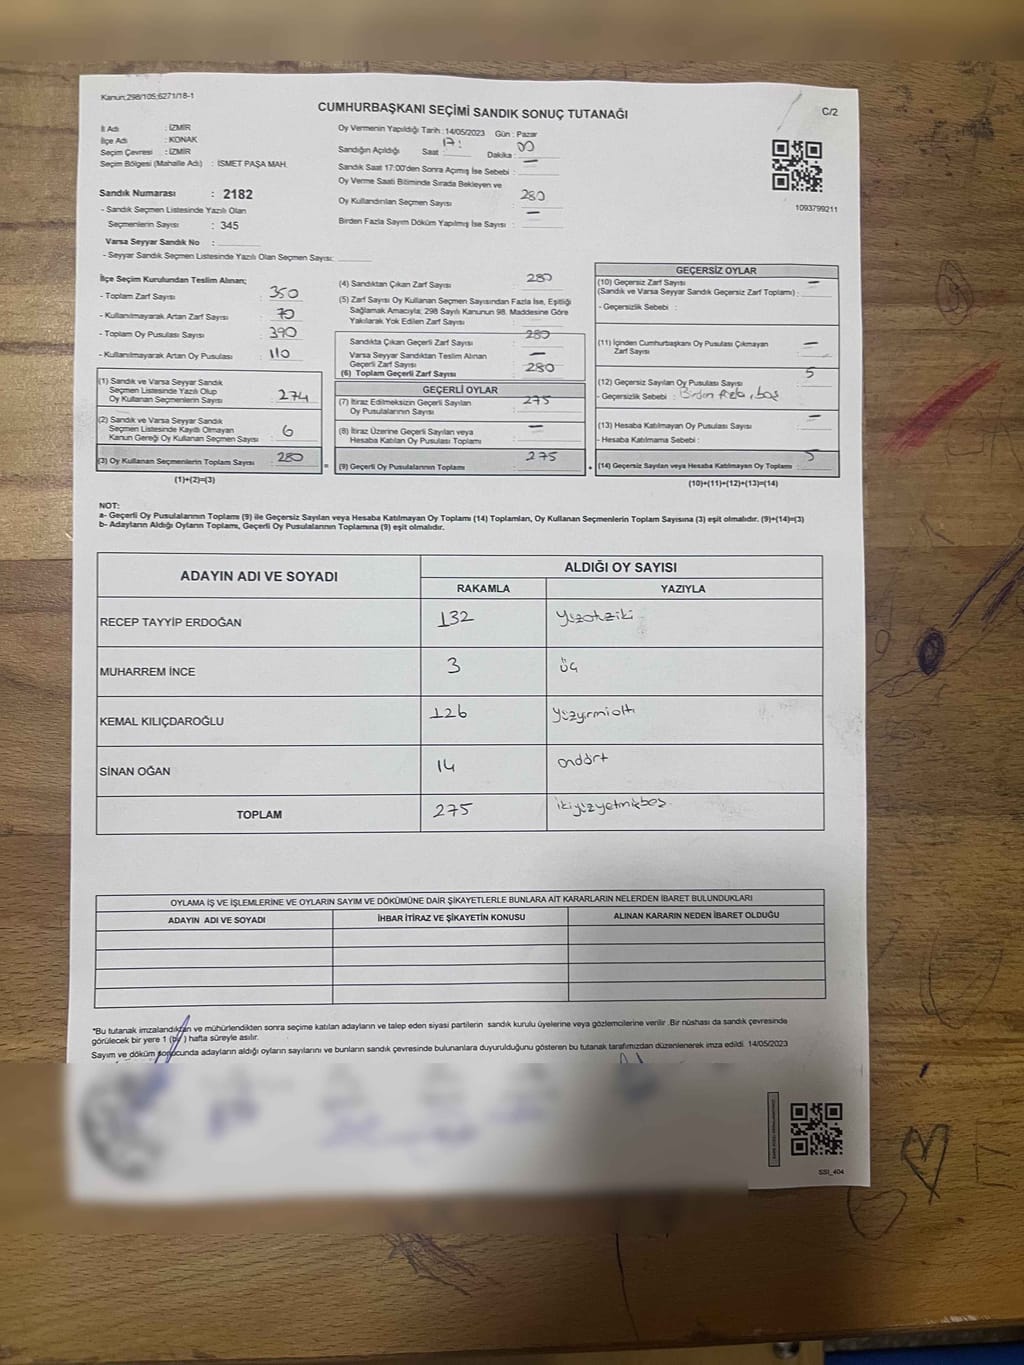 Kanun;298/105;6271/18-1
CUMHURBAŞKANI SEÇİMİ SANDIK SONUÇ TUTANAĞI
C/2
İl Adı : İZMİR
İlçe Adı : KONAK
Seçim Çevresi : İZMİR
Seçim Bölgesi (Mahalle Adı) : İSMET PAŞA MAH.
Sandık Numarası : 2182
- Sandık Seçmen Listesinde Yazılı Olan
Seçmenlerin Sayısı : 345
Varsa Seyyar Sandık No :
- Seyyar Sandık Seçmen Listesinde Yazılı Olan Seçmen Sayısı:
Oy Vermenin Yapıldığı Tarih : 14/05/2023 Gün : Pazar
Sandığın Açıldığı Saat : 17: Dakika : 00
Sandık Saat 17:00'den Sonra Açımış İse Sebebi : —
Oy Verme Saati Bitiminde Sırada Bekleyen ve
Oy Kullandırılan Seçmen Sayısı : 280
Birden Fazla Sayım Döküm Yapılmış İse Sayısı : —
1093799211
İlçe Seçim Kurulundan Teslim Alınan;
- Toplam Zarf Sayısı : 350
- Kullanılmayarak Artan Zarf Sayısı : 70
- Toplam Oy Pusulası Sayısı : 390
- Kullanılmayarak Artan Oy Pusulası : 110
(1) Sandık ve Varsa Seyyar Sandık
Seçmen Listesinde Yazılı Olup
Oy Kullanan Seçmenlerin Sayısı : 274
(2) Sandık ve Varsa Seyyar Sandık
Seçmen Listesinde Kayıtlı Olmayan
Kanun Gereği Oy Kullanan Seçmen Sayısı : 6
(3) Oy Kullanan Seçmenlerin Toplam Sayısı : 280
(1)+(2)=(3)
(4) Sandıktan Çıkan Zarf Sayısı : 280
(5) Zarf Sayısı Oy Kullanan Seçmen Sayısından Fazla İse, Eşitliği
Sağlamak Amacıyla; 298 Sayılı Kanunun 98. Maddesine Göre
Yakılarak Yok Edilen Zarf Sayısı :
Sandıkta Çıkan Geçerli Zarf Sayısı : 280
Varsa Seyyar Sandıktan Teslim Alınan
Geçerli Zarf Sayısı : —
(6) Toplam Geçerli Zarf Sayısı : 280
GEÇERLİ OYLAR
(7) İtiraz Edilmeksizin Geçerli Sayılan
Oy Pusulalarının Sayısı : 275
(8) İtiraz Üzerine Geçerli Sayılan veya
Hesaba Katılan Oy Pusulası Toplamı : —
(9) Geçerli Oy Pusulalarının Toplamı : 275
GEÇERSİZ OYLAR
(10) Geçersiz Zarf Sayısı
(Sandık ve Varsa Seyyar Sandık Geçersiz Zarf Toplamı) : —
- Geçersizlik Sebebi :
(11) İçinden Cumhurbaşkanı Oy Pusulası Çıkmayan
Zarf Sayısı : —
(12) Geçersiz Sayılan Oy Pusulası Sayısı : 5
- Geçersizlik Sebebi : Birden fazla, boş
(13) Hesaba Katılmayan Oy Pusulası Sayısı : —
- Hesaba Katılmama Sebebi :
(14) Geçersiz Sayılan veya Hesaba Katılmayan Oy Toplamı : 5
(10)+(11)+(12)+(13)=(14)
NOT:
a- Geçerli Oy Pusulalarının Toplamı (9) ile Geçersiz Sayılan veya Hesaba Katılmayan Oy Toplamı (14) Toplamları, Oy Kullanan Seçmenlerin Toplam Sayısına (3) eşit olmalıdır. (9)+(14)=(3)
b- Adayların Aldığı Oyların Toplamı, Geçerli Oy Pusulalarının Toplamına (9) eşit olmalıdır.
ADAYIN ADI VE SOYADI ALDIĞI OY SAYISI
RAKAMLA YAZIYLA
RECEP TAYYİP ERDOĞAN 132 yüzotziki
MUHARREM İNCE 3 üç
KEMAL KILIÇDAROĞLU 126 yüzyirmialtı
SİNAN OĞAN 14 ondört
TOPLAM 275 ikiyüzyetmişbeş
OYLAMA İŞ VE İŞLEMLERİNE VE OYLARIN SAYIM VE DÖKÜMÜNE DAİR ŞİKAYETLERLE BUNLARA AİT KARARLARIN NELERDEN İBARET BULUNDUKLARI
ADAYIN ADI VE SOYADI İHBAR İTİRAZ VE ŞİKAYETİN KONUSU ALINAN KARARIN NEDEN İBARET OLDUĞU
*Bu tutanak imzalandıktan ve mühürlendikten sonra seçime katılan adayların ve talep eden siyasi partilerin sandık kurulu üyelerine veya gözlemcilerine verilir .Bir nüshası da sandık çevresinde
görülecek bir yere 1 (bir) hafta süreyle asılır.
Sayım ve döküm sonucunda adayların aldığı oyların sayılarını ve bunların sandık çevresinde bulunanlara duyurulduğunu gösteren bu tutanak tarafımızdan düzenlenerek imza edildi. 14/05/2023
SSI_404